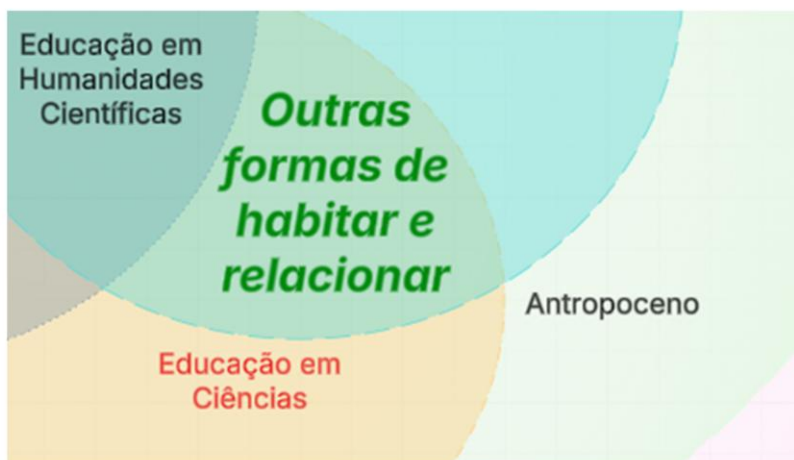 Educação em
Humanidades
Científicas
Outras
formas de
habitar e
relacionar
Antropoceno
Educação em
Ciências